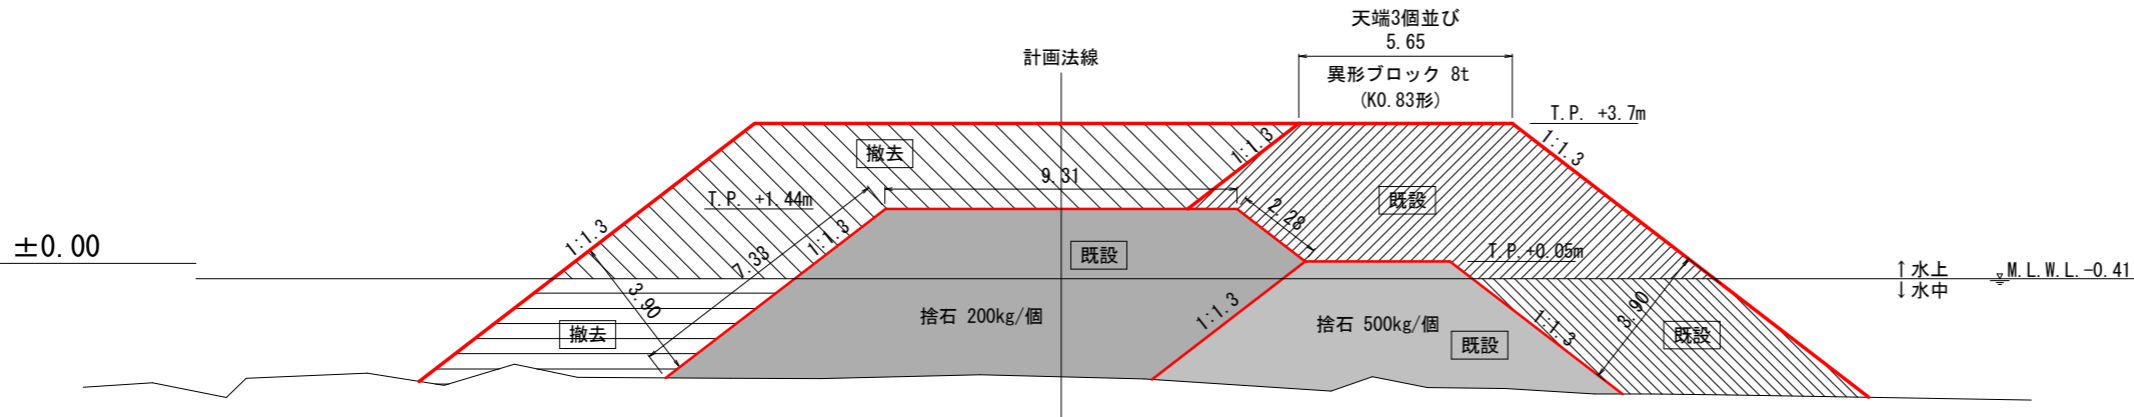 天端3個並び
5.65
計画法線
異形ブロック 8t
(K0.83形)
T.P. +3.7m
1:1.3
1:1.3
撤去
9.31
T.P. +1.44m
既設
2.28
±0.00
1:1.3
7.33
1:1.3
既設
T.P.+0.05m
↑水上
M.L.W.L.-0.41
↓水中
3.90
撤去
捨石 200kg/個
1:1.3
捨石 500kg/個
既設
1:1.3
3.90
既設